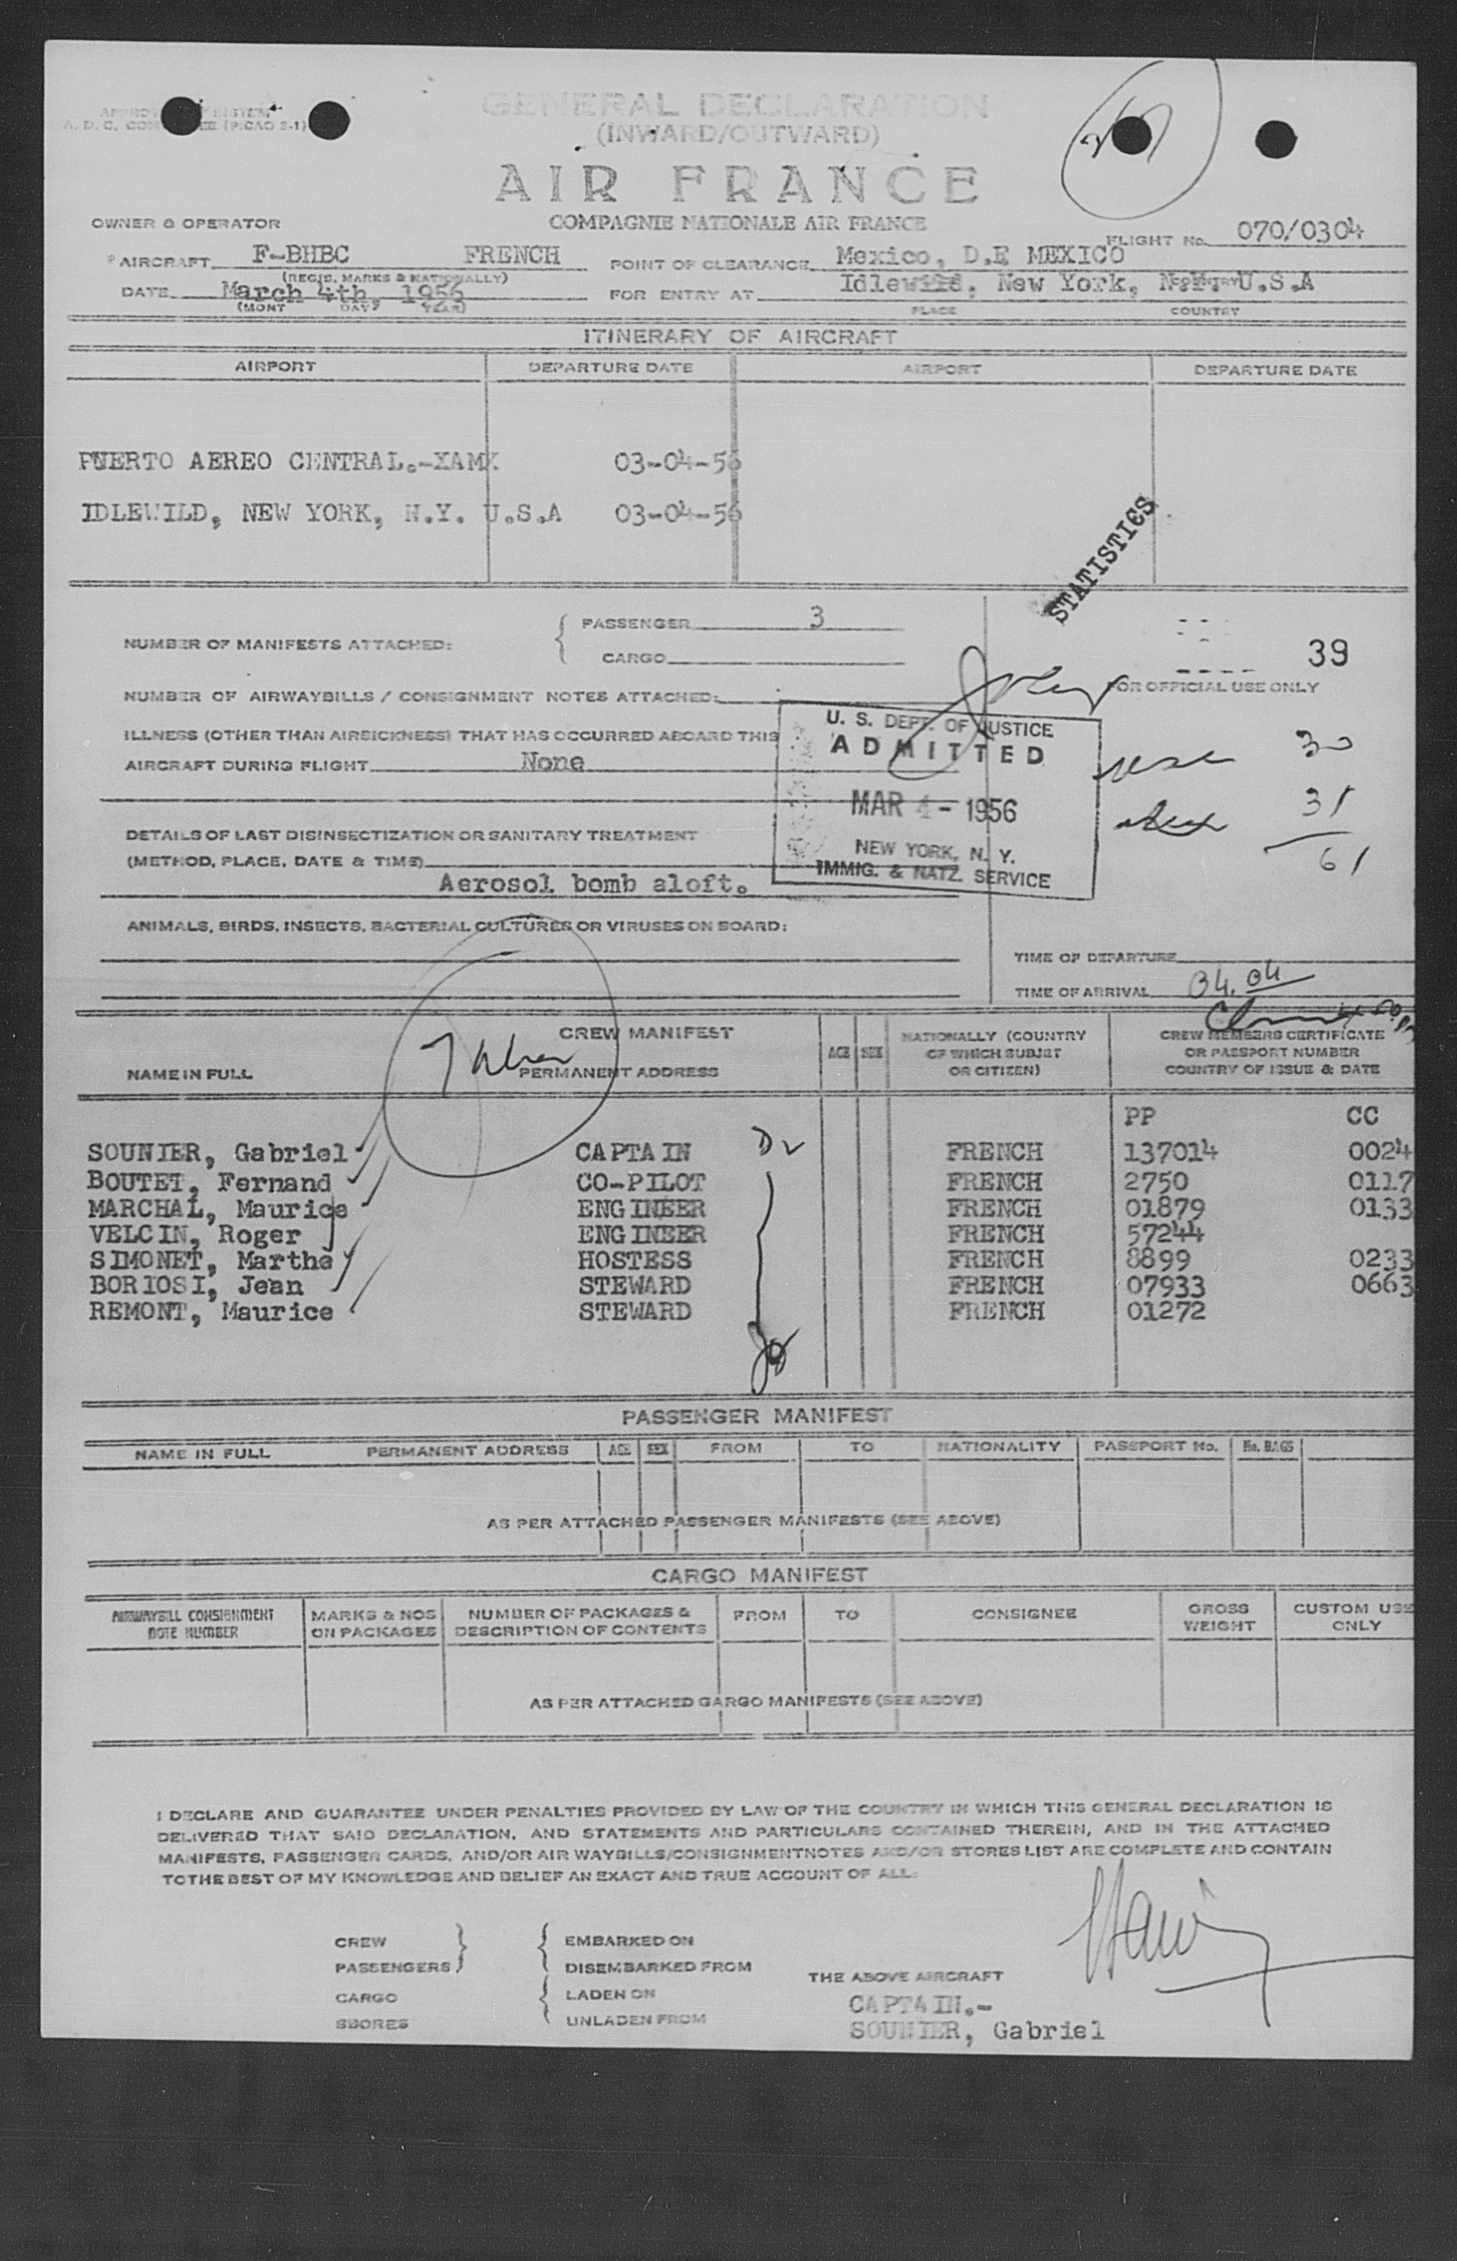 GENERAL DECLARATION
(INWARD/OUTWARD)
AIR FRANCE
OWNER & OPERATOR COMPAGNIE NATIONALE AIR FRANCE
FLIGHT No. 070/0304
AIRCRAFT F-BHBC FRENCH POINT OF CLEARANCE Mexico, D.F. MEXICO
(REGIS. MARKS & NATIONALLY)
DATE March 4th, 1956 FOR ENTRY AT Idlewild, New York, U.S.A
(MONT DAY YEAR) PLACE COUNTRY
ITINERARY OF AIRCRAFT
AIRPORT DEPARTURE DATE AIRPORT DEPARTURE DATE
PUERTO AEREO CENTRAL.-XAMX 03-04-56
IDLEWILD, NEW YORK, N.Y. U.S.A 03-04-56
STATISTICS
NUMBER OF MANIFESTS ATTACHED: PASSENGER 3
CARGO
39
NUMBER OF AIRWAYBILLS / CONSIGNMENT NOTES ATTACHED:
FOR OFFICIAL USE ONLY
ILLNESS (OTHER THAN AIRSICKNESS) THAT HAS OCCURRED ABOARD THIS
AIRCRAFT DURING FLIGHT None
U. S. DEPT. OF JUSTICE
ADMITTED
MAR 4 - 1956
NEW YORK, N. Y.
IMMIG. & NATZ. SERVICE
30
31
61
DETAILS OF LAST DISINSECTIZATION OR SANITARY TREATMENT
(METHOD, PLACE, DATE & TIME)
Aerosol bomb aloft.
ANIMALS, BIRDS, INSECTS, BACTERIAL CULTURES OR VIRUSES ON BOARD:
TIME OF DEPARTURE
TIME OF ARRIVAL 04.04
CREW MANIFEST
NAME IN FULL PERMANENT ADDRESS AGE SEX NATIONALLY (COUNTRY OF WHICH SUBJET OR CITIZEN) CREW MEMBERS CERTIFICATE OR PASSPORT NUMBER COUNTRY OF ISSUE & DATE
PP CC
SOUNIER, Gabriel CAPTAIN FRENCH 137014 0024
BOUTET, Fernand CO-PILOT FRENCH 2750 0117
MARCHAL, Maurice ENGINEER FRENCH 01879 0133
VELCIN, Roger ENGINEER FRENCH 57244
SIMONET, Marthe HOSTESS FRENCH 8899 0233
BORIOSI, Jean STEWARD FRENCH 07933 0663
REMONT, Maurice STEWARD FRENCH 01272
PASSENGER MANIFEST
NAME IN FULL PERMANENT ADDRESS AGE SEX FROM TO NATIONALITY PASSPORT No. No. BAGS
AS PER ATTACHED PASSENGER MANIFESTS (SEE ABOVE)
CARGO MANIFEST
AIRWAYBILL CONSIGNMENT NOTE NUMBER MARKS & NOS ON PACKAGES NUMBER OF PACKAGES & DESCRIPTION OF CONTENTS FROM TO CONSIGNEE GROSS WEIGHT CUSTOM USE ONLY
AS PER ATTACHED CARGO MANIFESTS (SEE ABOVE)
I DECLARE AND GUARANTEE UNDER PENALTIES PROVIDED BY LAW OF THE COUNTRY IN WHICH THIS GENERAL DECLARATION IS
DELIVERED THAT SAID DECLARATION, AND STATEMENTS AND PARTICULARS CONTAINED THEREIN, AND IN THE ATTACHED
MANIFESTS, PASSENGER CARDS, AND/OR AIR WAYBILLS/CONSIGNMENTNOTES AND/OR STORES LIST ARE COMPLETE AND CONTAIN
TO THE BEST OF MY KNOWLEDGE AND BELIEF AN EXACT AND TRUE ACCOUNT OF ALL:
CREW EMBARKED ON
PASSENGERS DISEMBARKED FROM
THE ABOVE AIRCRAFT
CARGO LADEN ON
CAPTAIN.-
SBORES UNLADEN FROM
SOUNIER, Gabriel